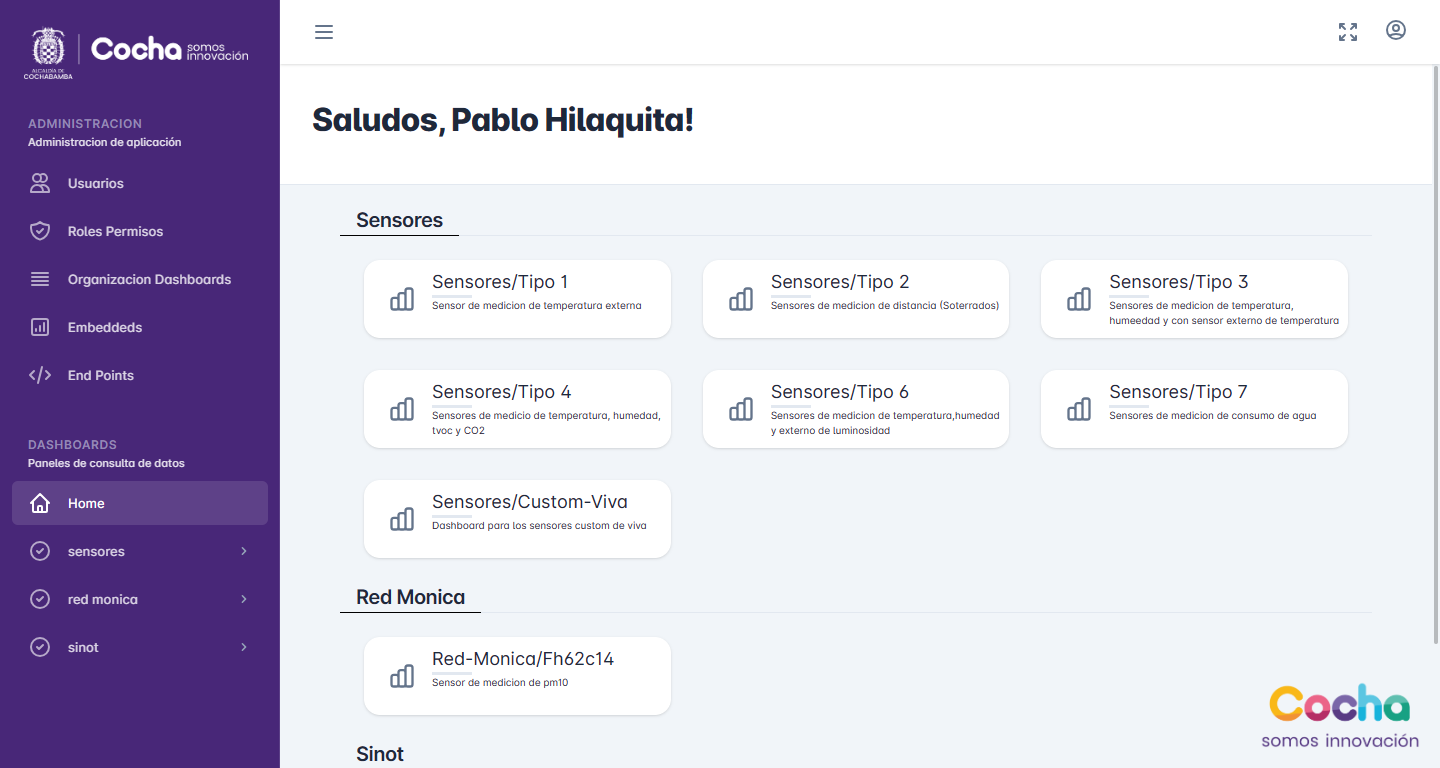 ALCALDÍA DE
COCHABAMBA
Cocha somos
innovación
ADMINISTRACION
Administracion de aplicación
Usuarios
Roles Permisos
Organizacion Dashboards
Embeddeds
End Points
DASHBOARDS
Paneles de consulta de datos
Home
sensores
red monica
sinot
Saludos, Pablo Hilaquita!
Sensores
Sensores/Tipo 1
Sensor de medicion de temperatura externa
Sensores/Tipo 2
Sensores de medicion de distancia (Soterrados)
Sensores/Tipo 3
Sensores de medicion de temperatura,
humeedad y con sensor externo de temperatura
Sensores/Tipo 4
Sensores de medicio de temperatura, humedad,
tvoc y CO2
Sensores/Tipo 6
Sensores de medicion de temperatura,humedad
y externo de luminosidad
Sensores/Tipo 7
Sensores de medicion de consumo de agua
Sensores/Custom-Viva
Dashboard para los sensores custom de viva
Red Monica
Red-Monica/Fh62c14
Sensor de medicion de pm10
Sinot
Cocha
somos innovación